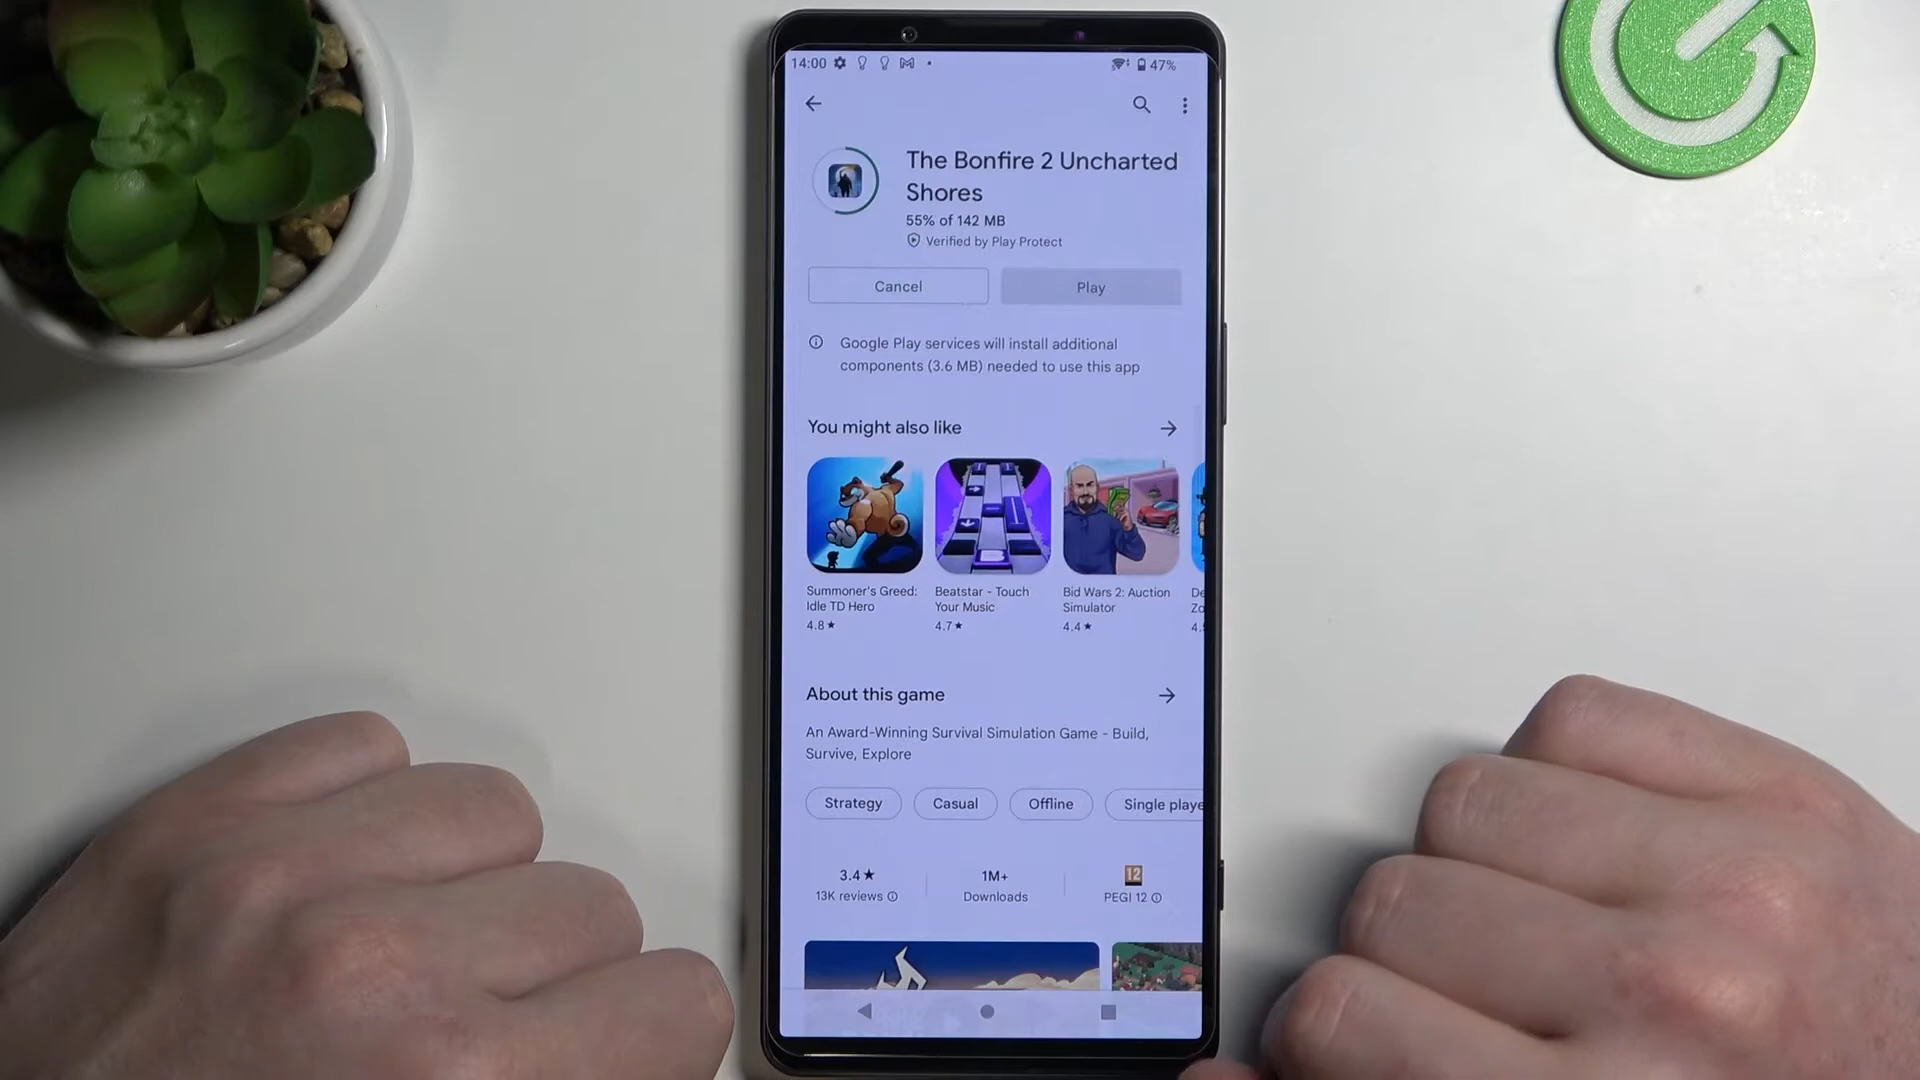 14:00
47%
The Bonfire 2 Uncharted
Shores
55% of 142 MB
Verified by Play Protect
Cancel
Play
Google Play services will install additional
components (3.6 MB) needed to use this app
You might also like
Summoner's Greed:
Idle TD Hero
4.8★
Beatstar - Touch
Your Music
4.7★
Bid Wars 2: Auction
Simulator
4.4★
De
Zo
4.
About this game
An Award-Winning Survival Simulation Game - Build,
Survive, Explore
Strategy
Casual
Offline
Single playe
3.4★
13K reviews
1M+
Downloads
12
PEGI 12